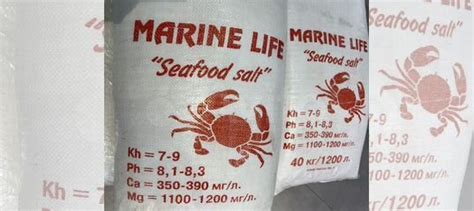 MARINE LIFE
"Seafood salt"
Kh = 7-9
Ph = 8,1-8,3
Ca = 350-390 мг/л.
Mg = 1100-1200 мг/л.
MARINE LIFE
"Seafood salt"
Kh = 7-9
Ph = 8,1-8,3
Ca = 350-390 мг/л.
Mg = 1100-1200 мг/л.
40 кг/1200 л.
Kh = 7